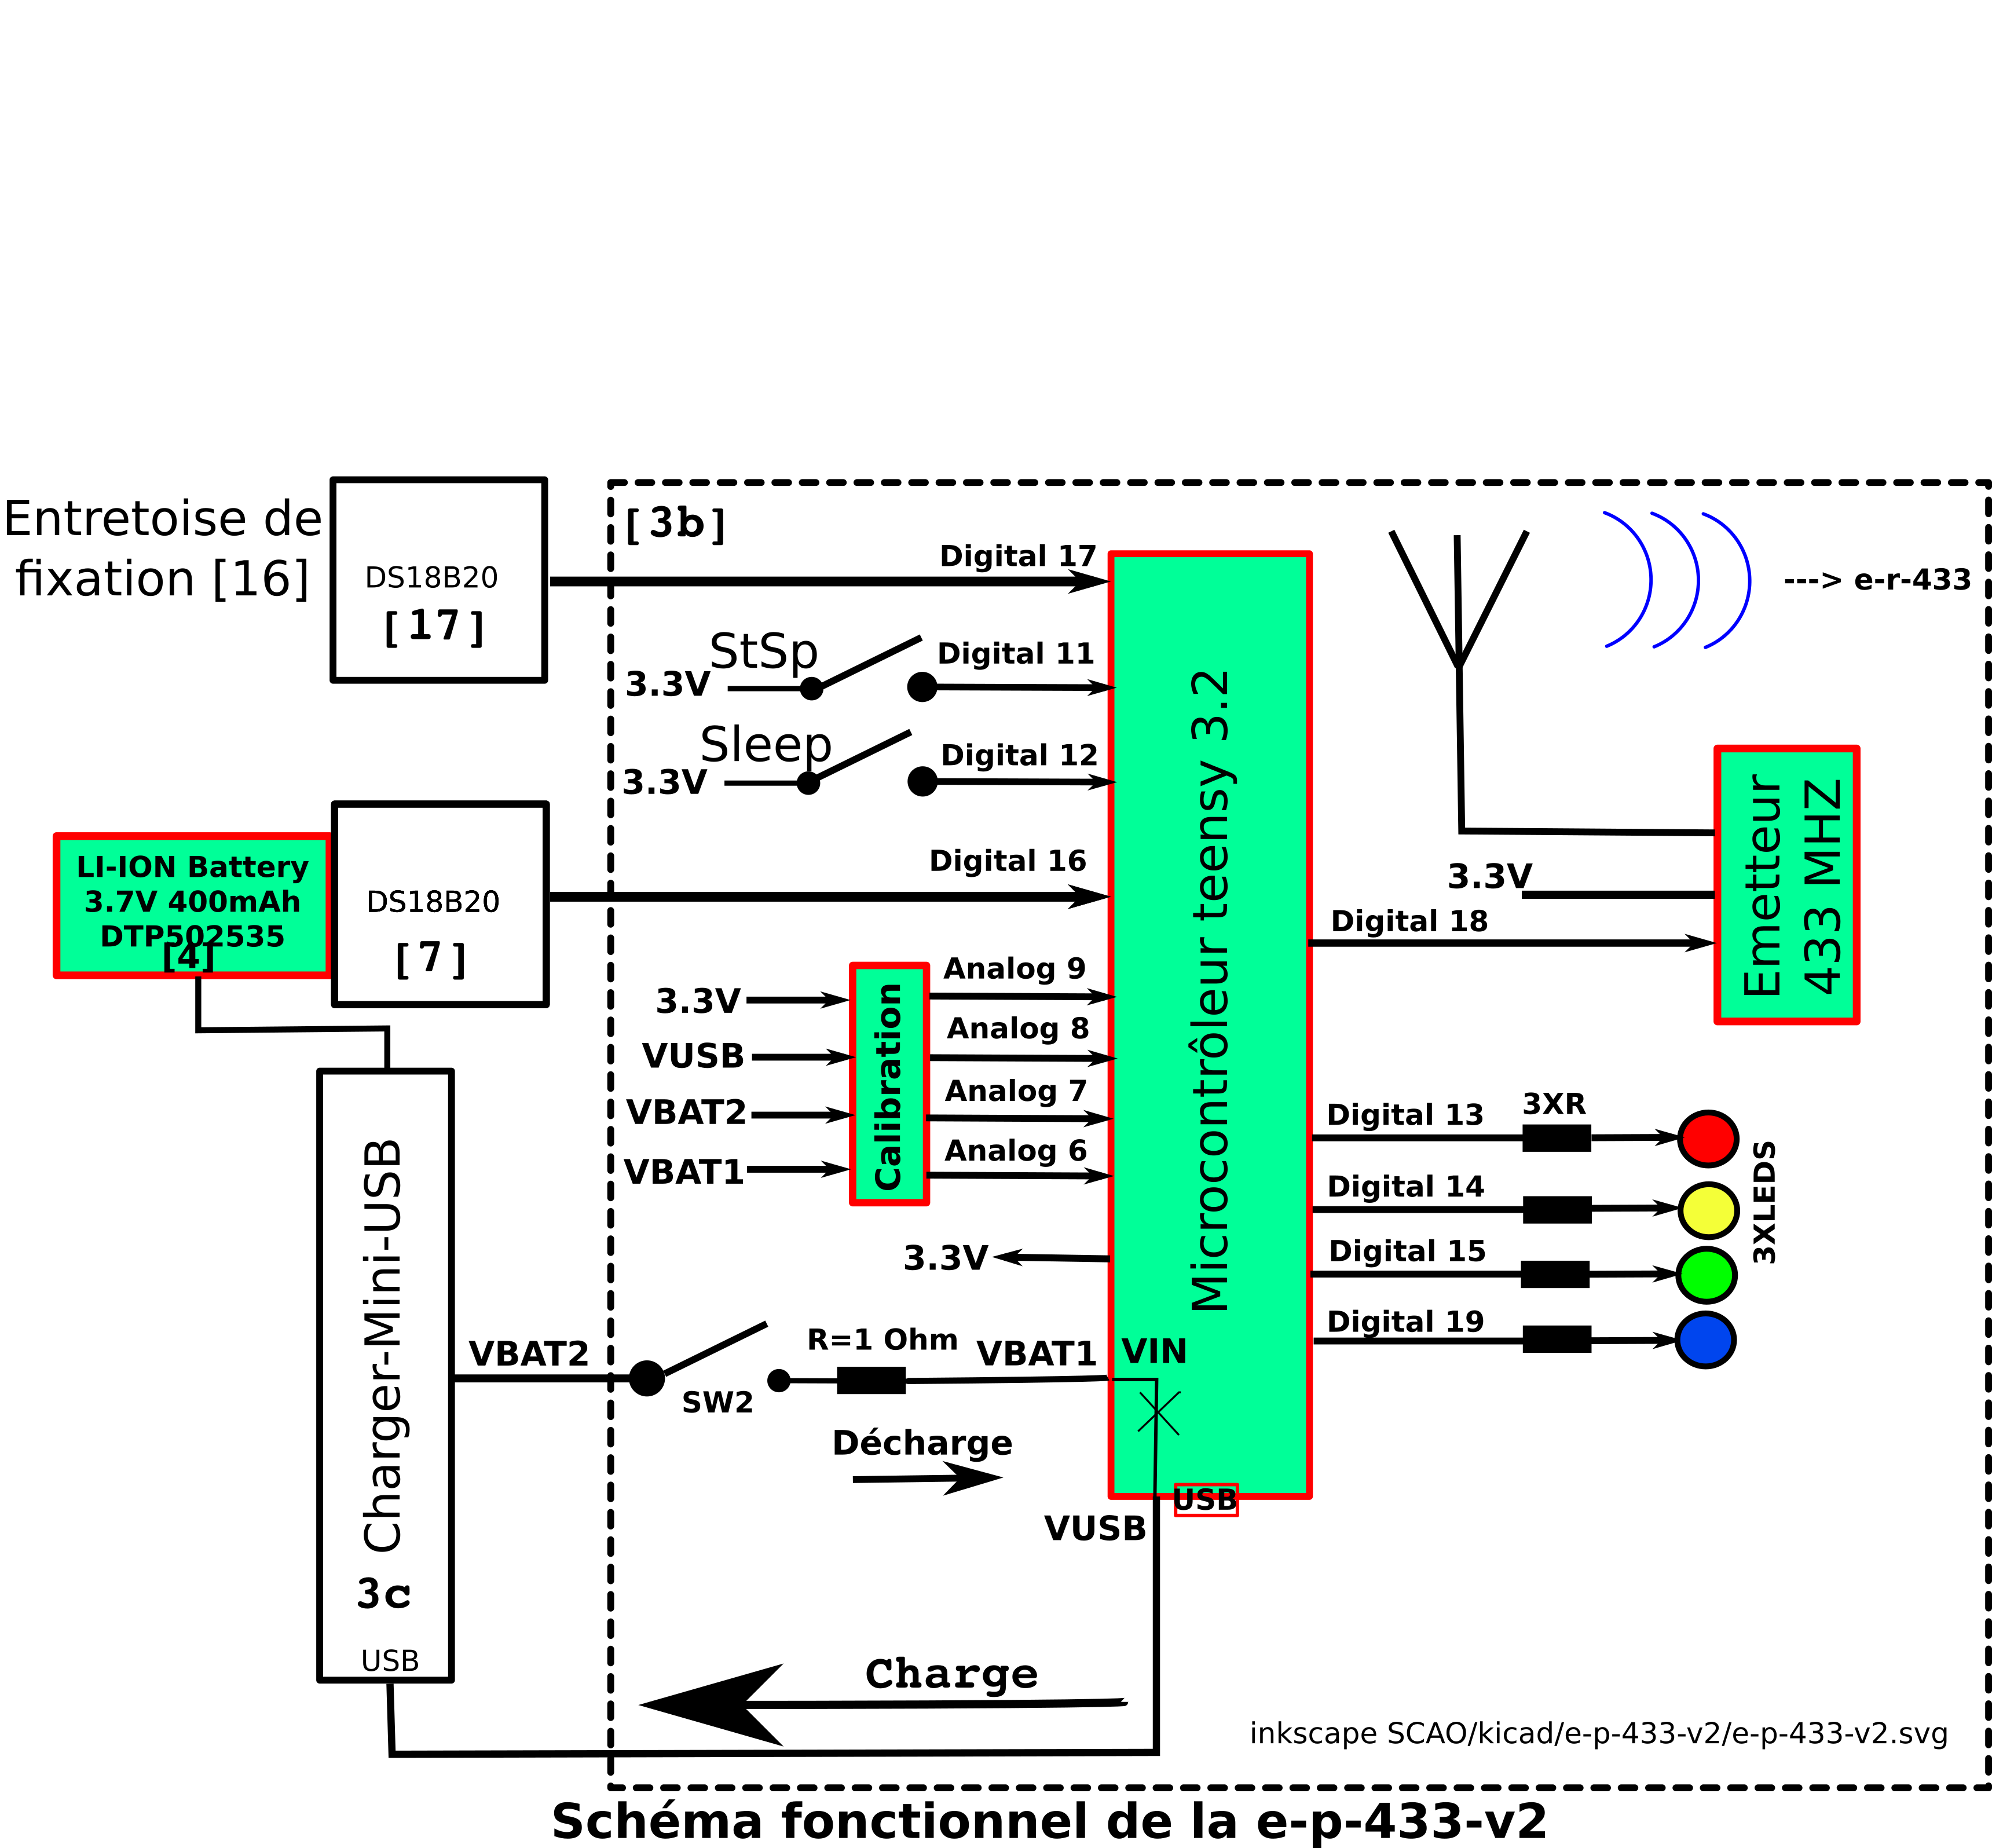 Entretoise de
fixation [16]
DS18B20
[17]
[3b]
Digital 17
StSp
3.3V
Digital 11
Sleep
3.3V
Digital 12
---> e-r-433
LI-ION Battery
3.7V 400mAh
DTP502535
[4]
DS18B20
[7]
Digital 16
Microcontrôleur teensy 3.2
Emetteur
433 MHZ
3.3V
Digital 18
3.3V
VUSB
VBAT2
VBAT1
Calibration
Analog 9
Analog 8
Analog 7
Analog 6
3.3V
Digital 13
3XR
Digital 14
Digital 15
Digital 19
3XLEDS
Charger-Mini-USB
3c
USB
VBAT2
SW2
R=1 Ohm
VBAT1
VIN
Décharge
USB
VUSB
Charge
inkscape SCAO/kicad/e-p-433-v2/e-p-433-v2.svg
Schéma fonctionnel de la e-p-433-v2